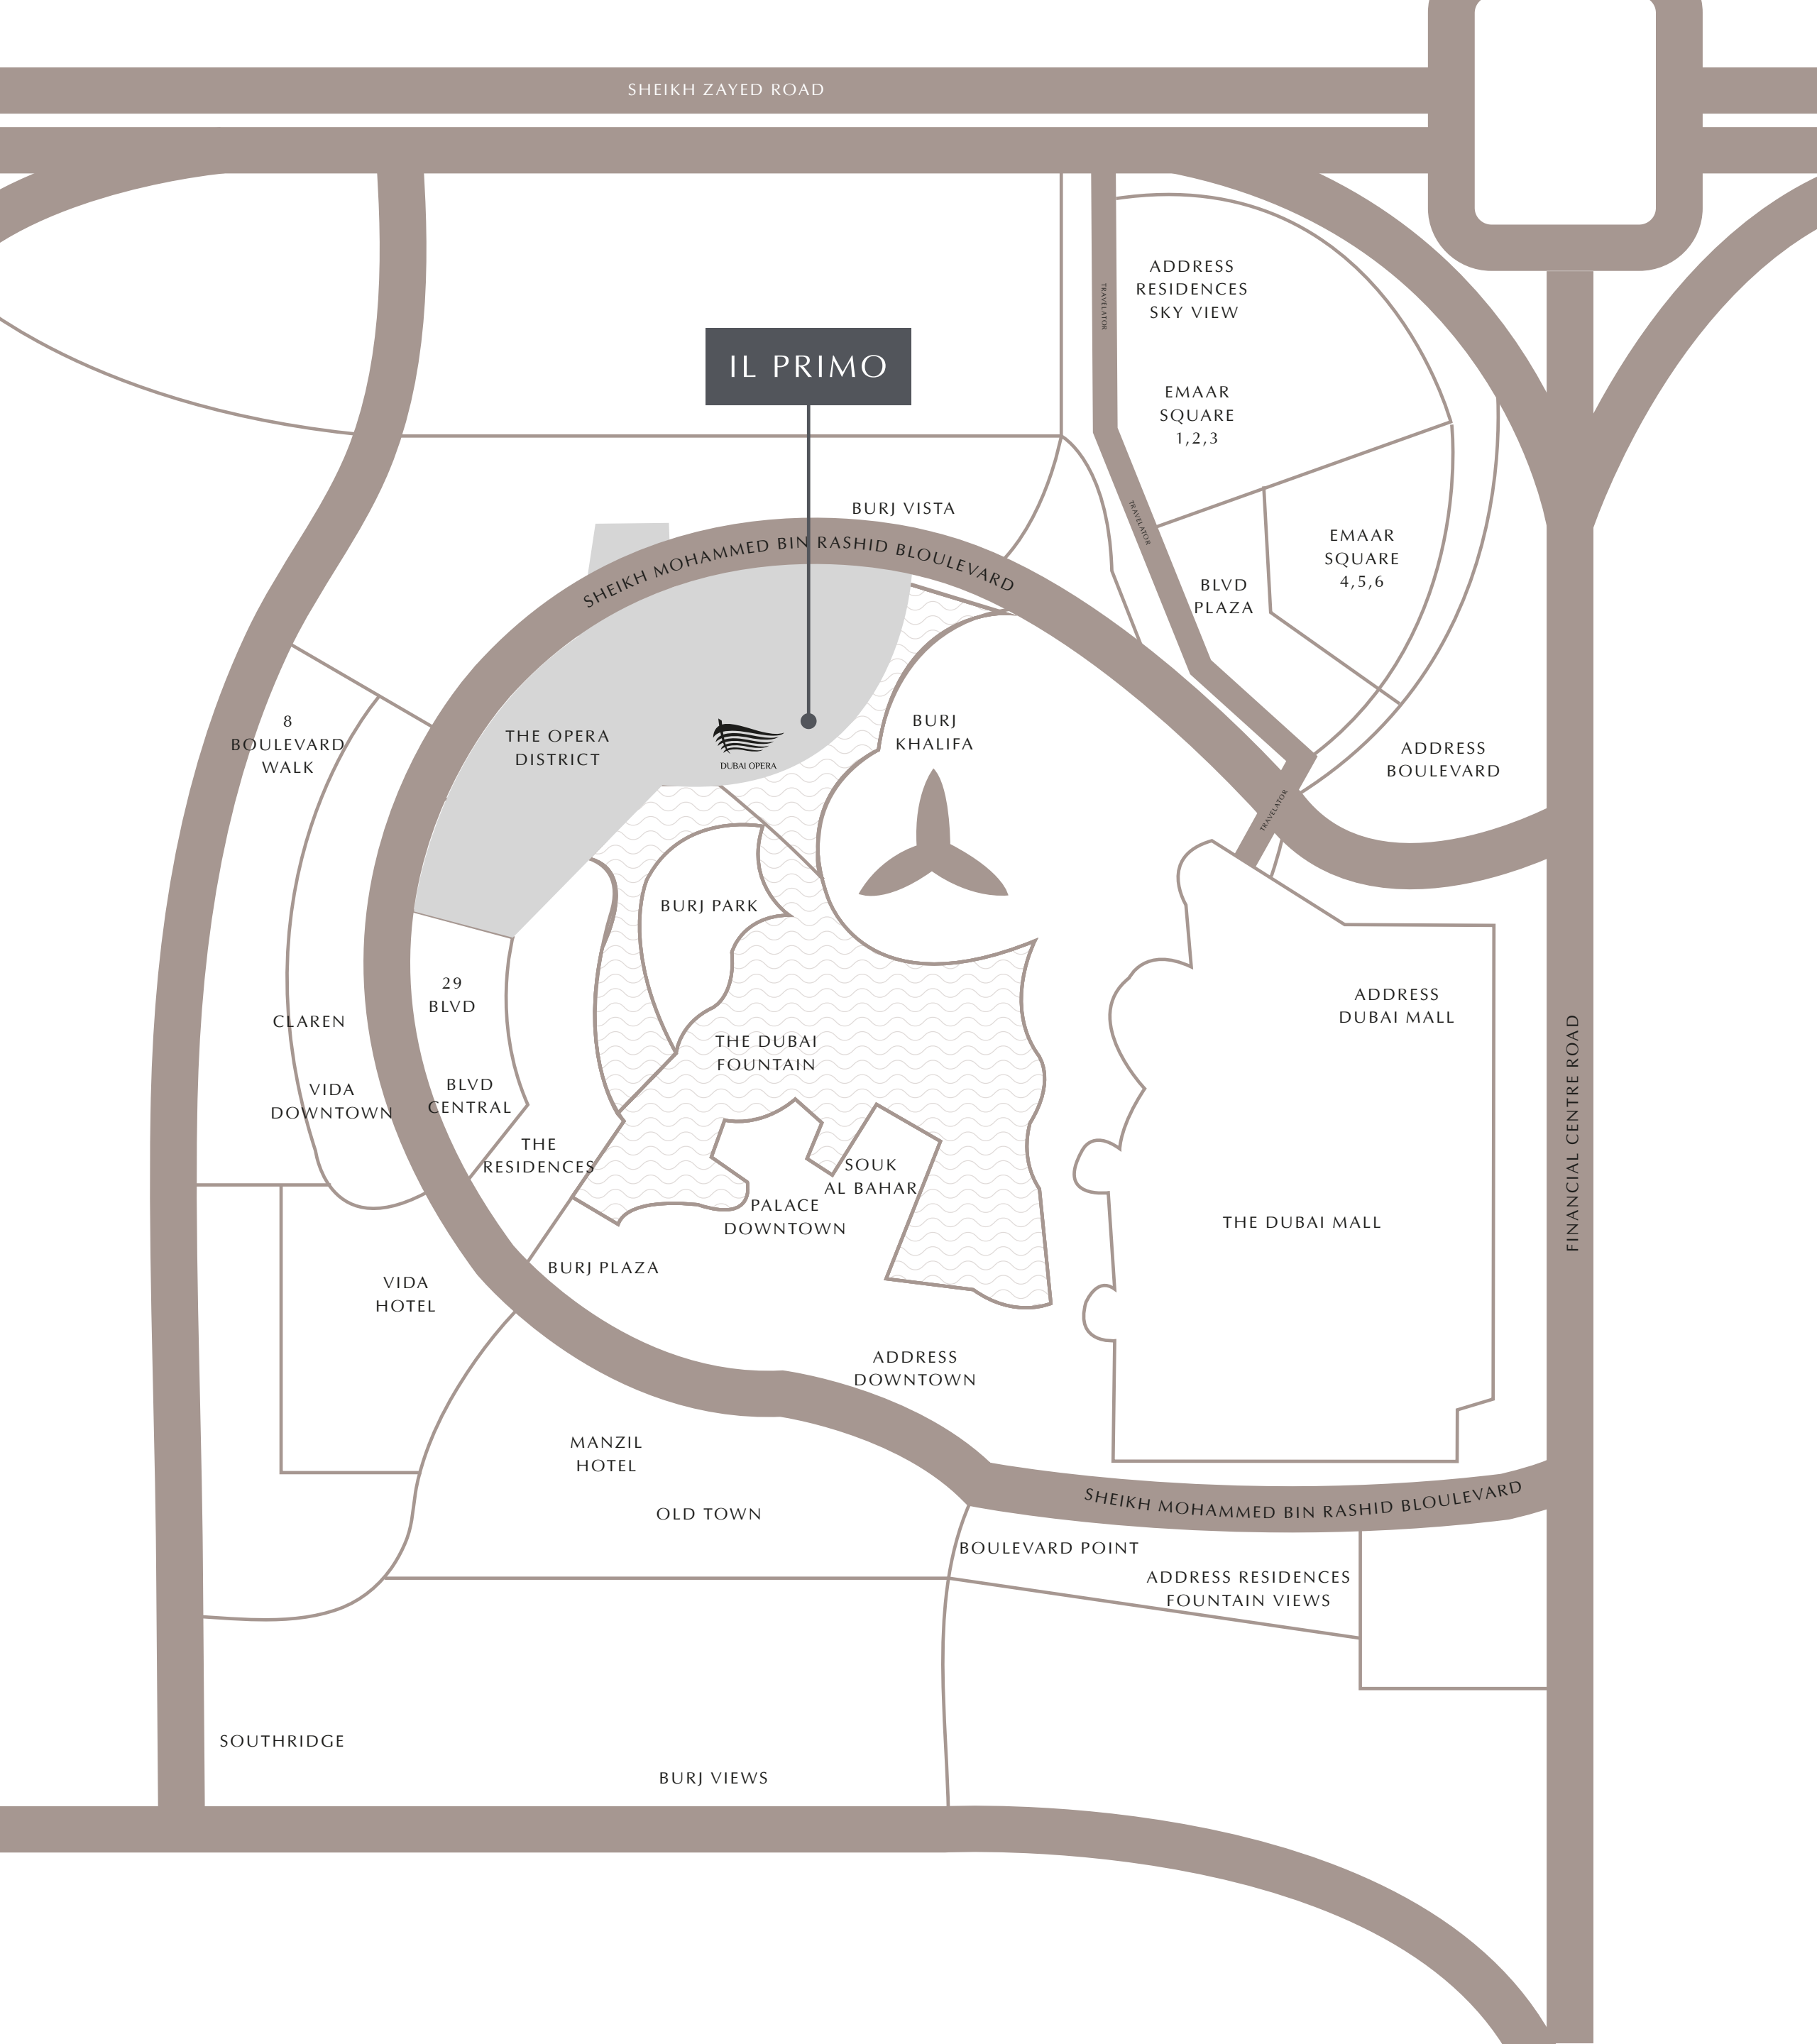 SHEIKH ZAYED ROAD
ADDRESS
RESIDENCES
SKY VIEW
TRAVELATOR
IL PRIMO
EMAAR
SQUARE
1,2,3
BURJ VISTA
TRAVELATOR
SHEIKH MOHAMMED BIN RASHID BLOULEVARD
EMAAR
SQUARE
4,5,6
BLVD
PLAZA
8
BOULEVARD
WALK
THE OPERA
DISTRICT
DUBAI OPERA
BURJ
KHALIFA
ADDRESS
BOULEVARD
TRAVELATOR
BURJ PARK
29
BLVD
CLAREN
THE DUBAI
FOUNTAIN
ADDRESS
DUBAI MALL
FINANCIAL CENTRE ROAD
VIDA
DOWNTOWN
BLVD
CENTRAL
THE
RESIDENCES
SOUK
AL BAHAR
PALACE
DOWNTOWN
THE DUBAI MALL
BURJ PLAZA
VIDA
HOTEL
ADDRESS
DOWNTOWN
MANZIL
HOTEL
OLD TOWN
SHEIKH MOHAMMED BIN RASHID BLOULEVARD
BOULEVARD POINT
ADDRESS RESIDENCES
FOUNTAIN VIEWS
SOUTHRIDGE
BURJ VIEWS